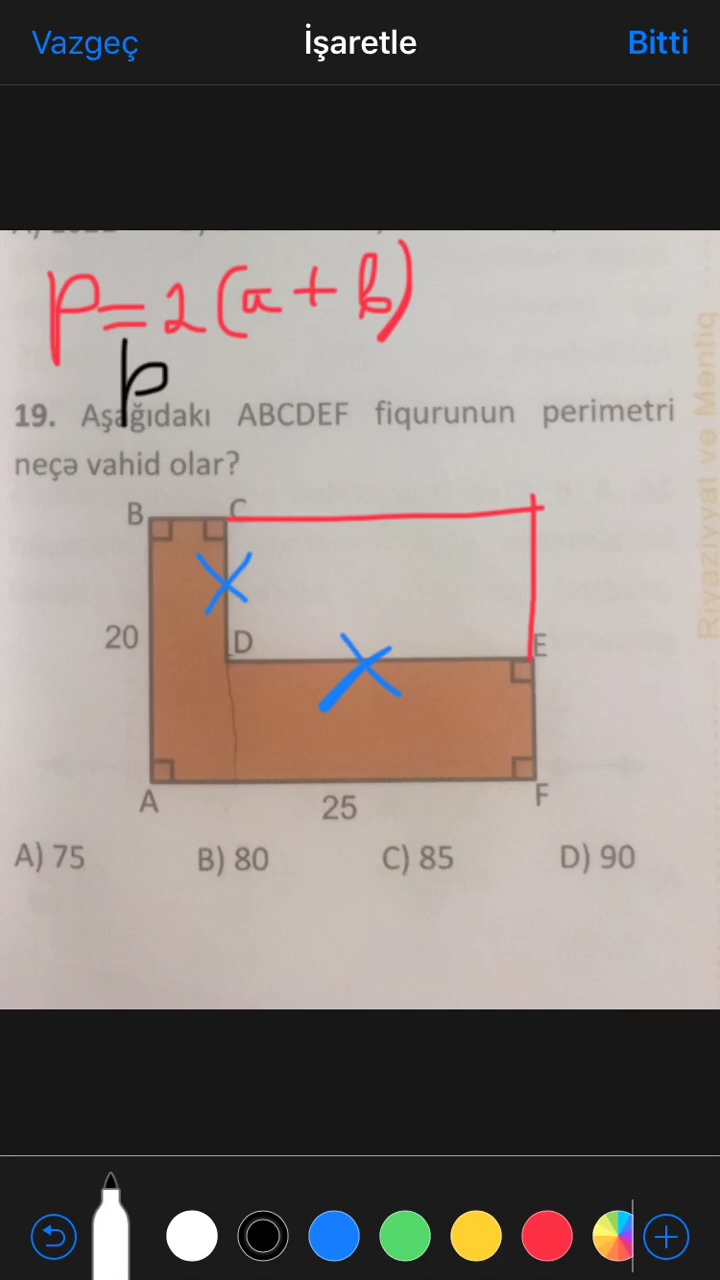 Vazgeç İşaretle Bitti
P=2(a+b)
p
19. Aşağıdakı ABCDEF fiqurunun perimetri
neçə vahid olar?
B C
20 D E
A 25 F
A) 75 B) 80 C) 85 D) 90
Riyaziyyat və Məntiq